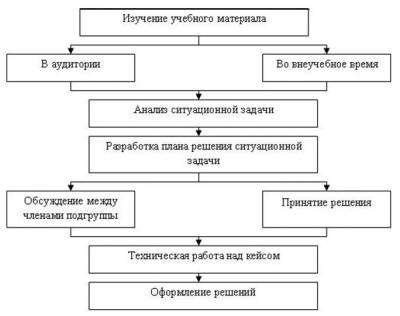 Изучение учебного материала
В аудитории
Во внеучебное время
Анализ ситуационной задачи
Разработка плана решения ситуационной
задачи
Обсуждение между
членами подгруппы
Принятие решения
Техническая работа над кейсом
Оформление решений